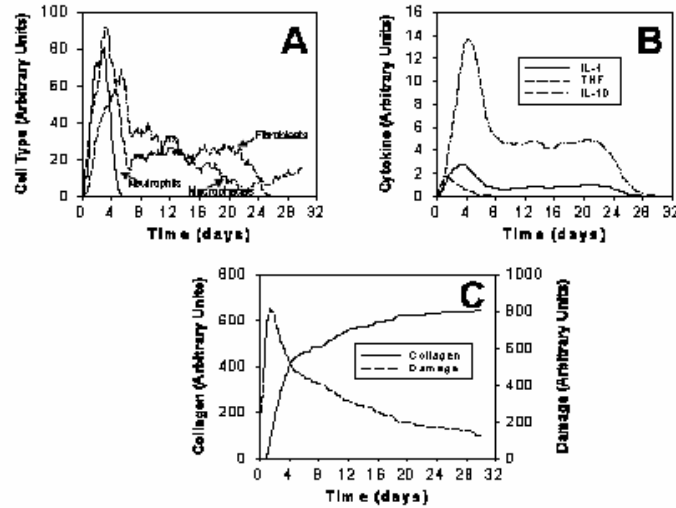 A
Cell Type (Arbitrary Units)
100
80
60
40
20
0
Fibroblasts
Neutrophils
Macrophages
0 4 8 12 16 20 24 28 32
Time (days)
B
Cytokine (Arbitrary Units)
16
14
12
10
8
6
4
2
0
IL-1
TNF
IL-10
0 4 8 12 16 20 24 28 32
Time (days)
C
Collagen (Arbitrary Units)
800
600
400
200
0
Collagen
Damage
1000
800
600
400
200
0
Damage (Arbitrary Units)
0 4 8 12 16 20 24 28 32
Time (days)